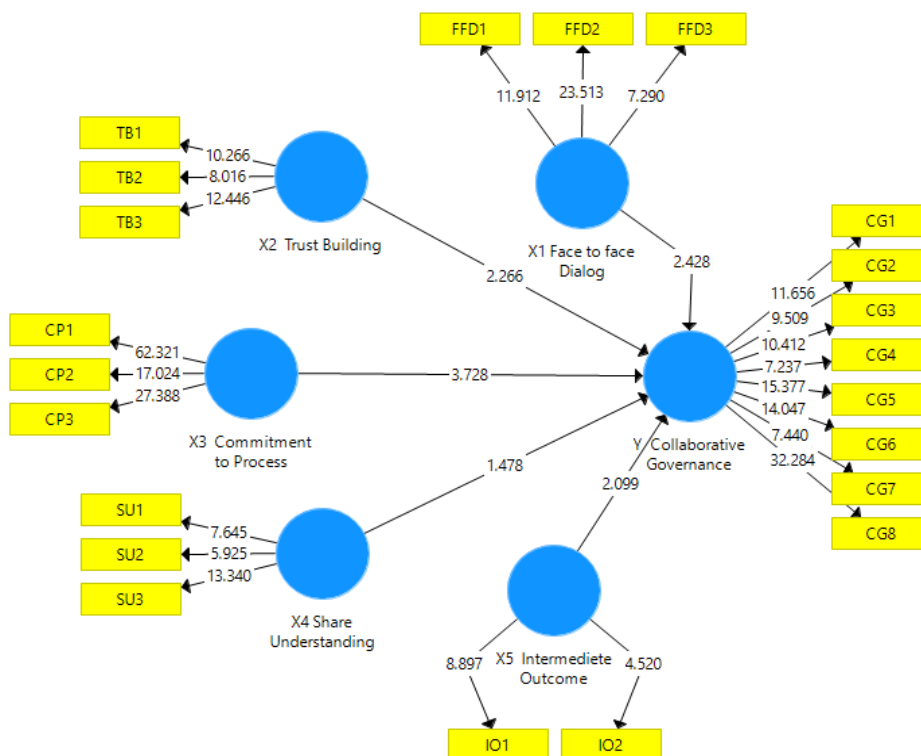 FFD1
FFD2
FFD3
11.912
23.513
7.290
X1 Face to face
Dialog
2.428
TB1
TB2
TB3
10.266
8.016
12.446
X2 Trust Building
2.266
CP1
CP2
CP3
62.321
17.024
27.388
X3 Commitment
to Process
3.728
SU1
SU2
SU3
7.645
5.925
13.340
X4 Share
Understanding
1.478
X5 Intermediete
Outcome
2.099
8.897
4.520
IO1
IO2
Y Collaborative
Governance
11.656
9.509
10.412
7.237
15.377
14.047
7.440
32.284
CG1
CG2
CG3
CG4
CG5
CG6
CG7
CG8